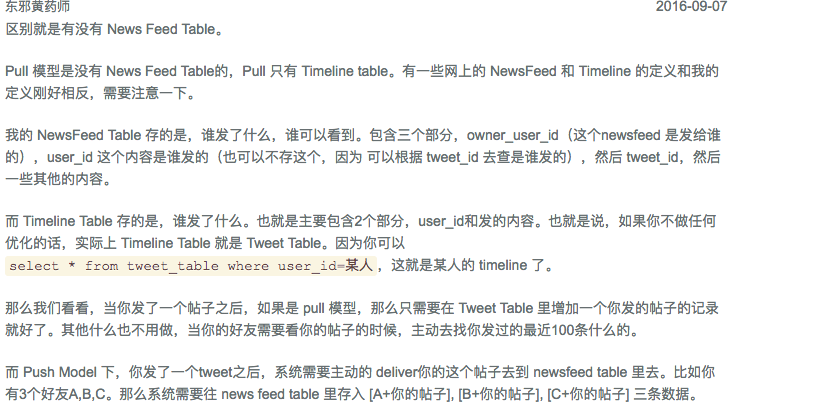 东邪黄药师 2016-09-07
区别就是有没有 News Feed Table。
Pull 模型是没有 News Feed Table的，Pull 只有 Timeline table。有一些网上的 NewsFeed 和 Timeline 的定义和我的
定义刚好相反，需要注意一下。
我的 NewsFeed Table 存的是，谁发了什么，谁可以看到。包含三个部分，owner_user_id（这个newsfeed 是发给谁
的），user_id 这个内容是谁发的（也可以不存这个，因为 可以根据 tweet_id 去查是谁发的），然后 tweet_id，然后
一些其他的内容。
而 Timeline Table 存的是，谁发了什么。也就是主要包含2个部分，user_id和发的内容。也就是说，如果你不做任何
优化的话，实际上 Timeline Table 就是 Tweet Table。因为你可以
select * from tweet_table where user_id=某人 ，这就是某人的 timeline 了。
那么我们看看，当你发了一个帖子之后，如果是 pull 模型，那么只需要在 Tweet Table 里增加一个你发的帖子的记录
就好了。其他什么也不用做，当你的好友需要看你的帖子的时候，主动去找你发过的最近100条什么的。
而 Push Model 下，你发了一个tweet之后，系统需要主动的 deliver你的这个帖子去到 newsfeed table 里去。比如你
有3个好友A,B,C。那么系统需要往 news feed table 里存入 [A+你的帖子], [B+你的帖子], [C+你的帖子] 三条数据。